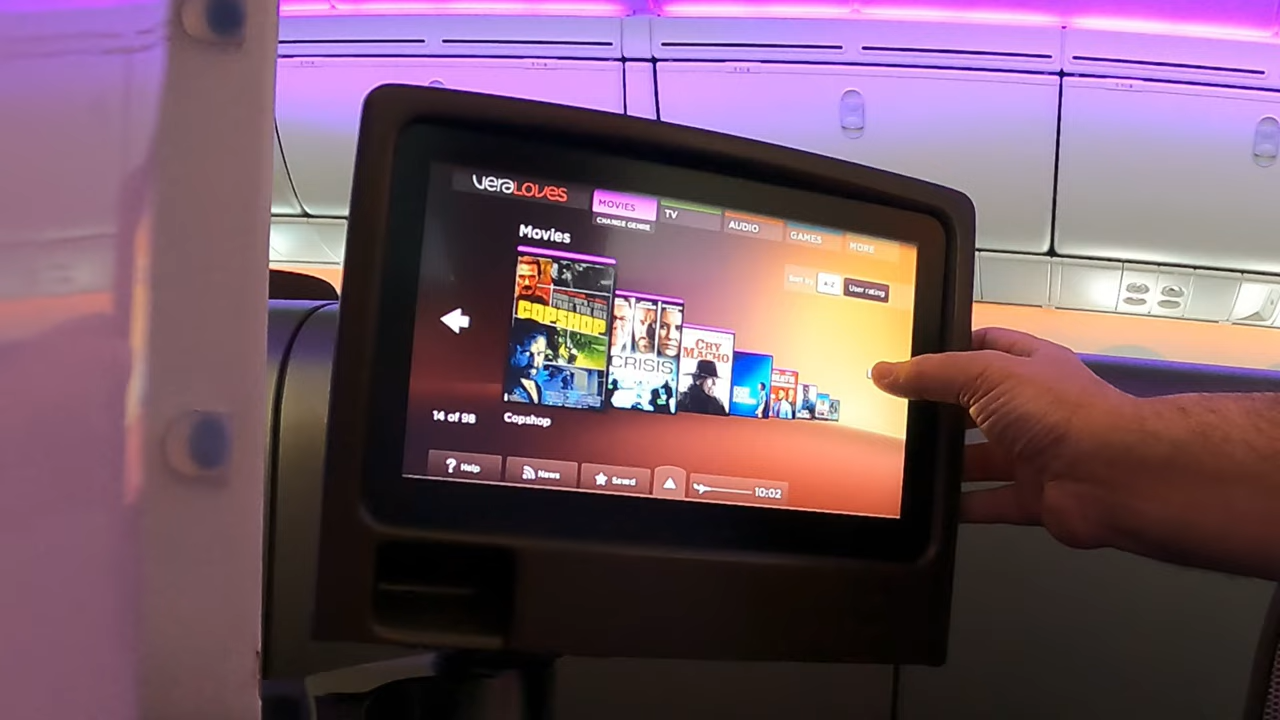 veraLOVES
MOVIES
TV
AUDIO
GAMES
MORE
CHANGE GENRE
Movies
Sort by
A-Z
User rating
COPSHOP
CRISIS
CRY
MACHO
14 of 98
Copshop
? Help
News
Saved
10:02